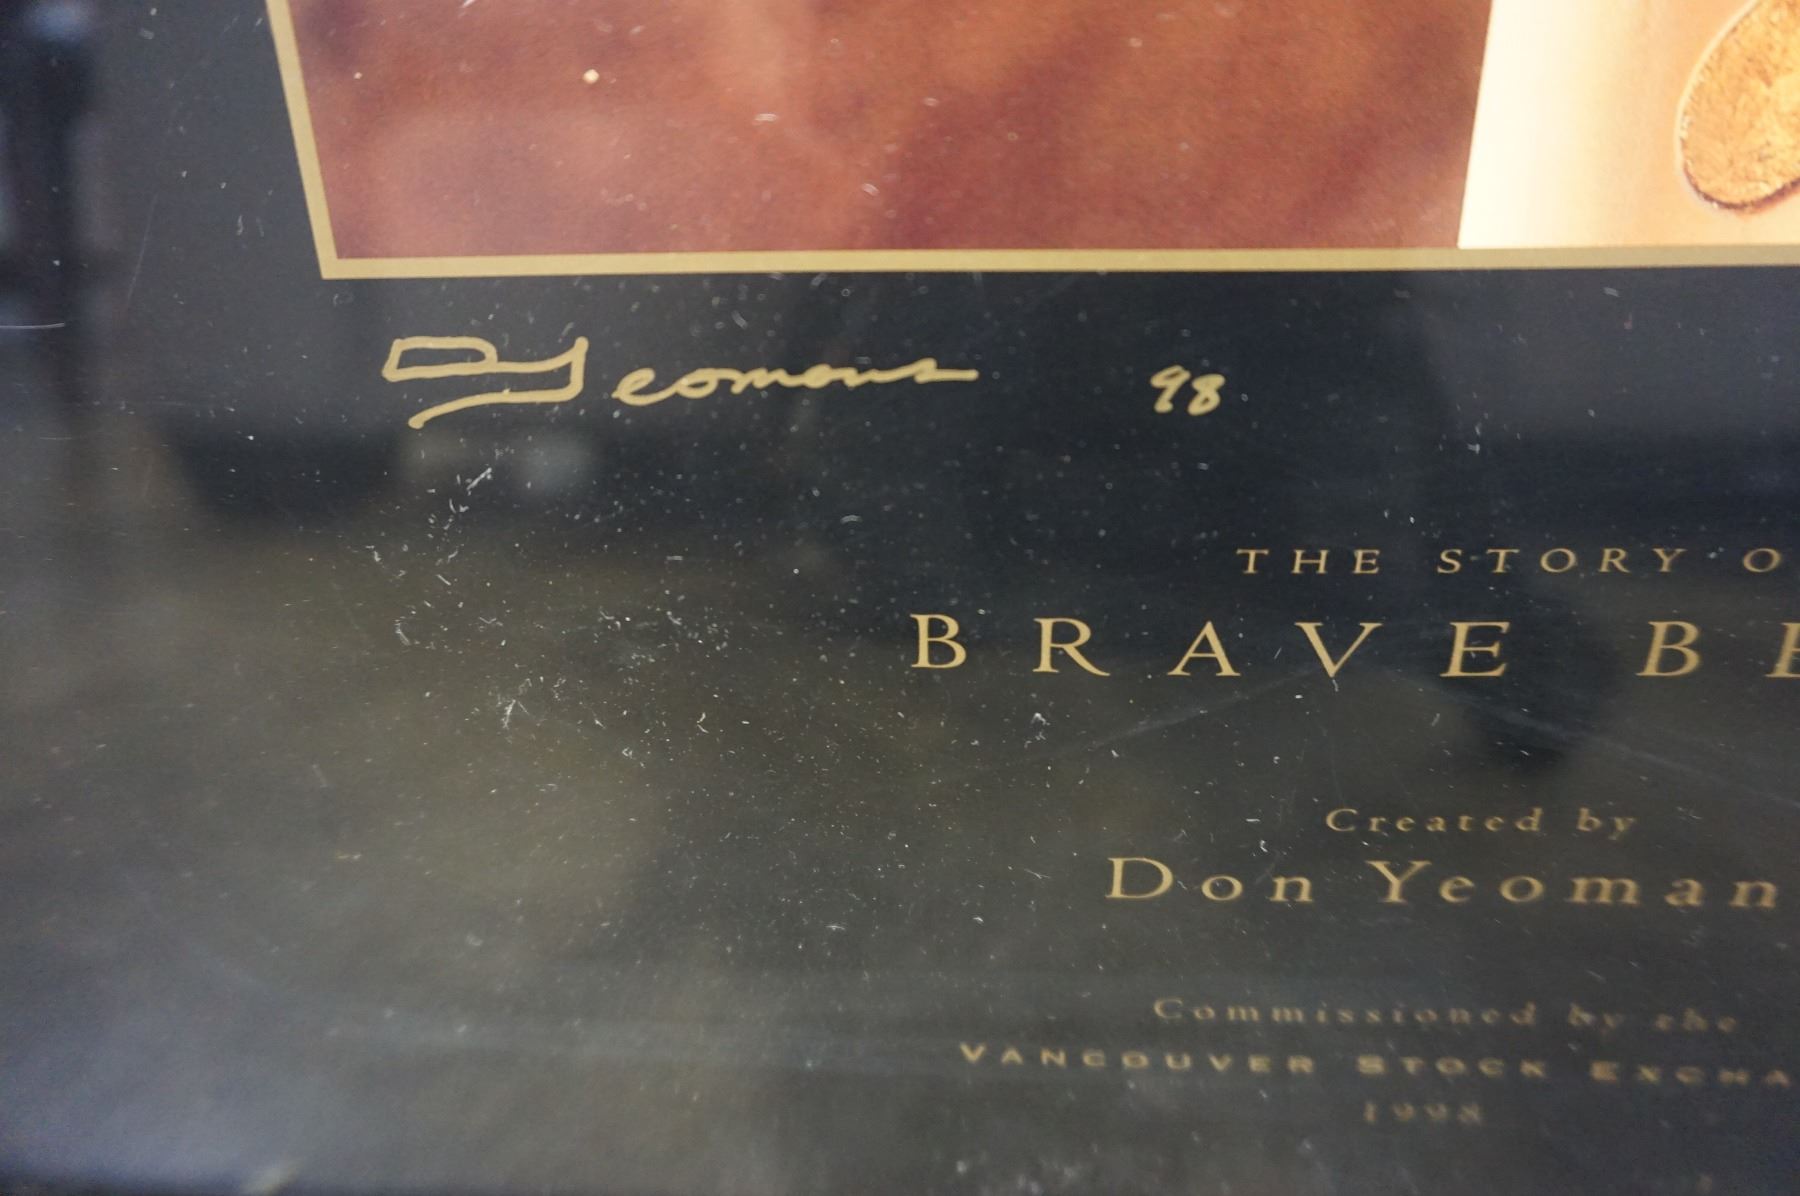 D Yeomans 98
THE STORY O
BRAVE BE
Created by
Don Yeoman
Commissioned by the
VANCOUVER STOCK EXCHA
1998